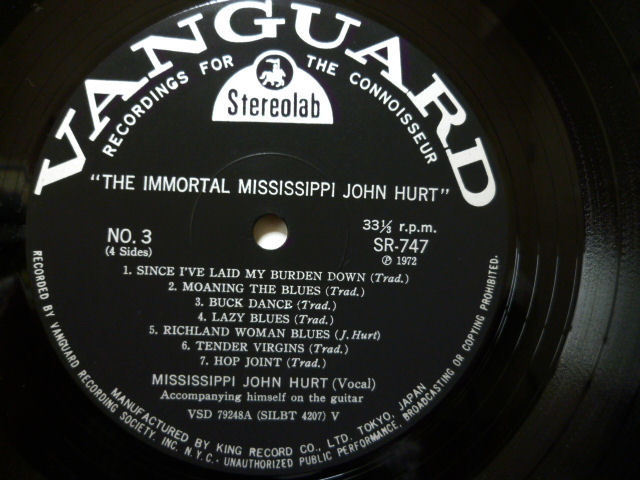 VANGUARD
RECORDINGS FOR THE CONNOISSEUR
Stereolab
"THE IMMORTAL MISSISSIPPI JOHN HURT"
NO. 3
(4 Sides)
33⅓ r.p.m.
SR-747
Ⓟ 1972
1. SINCE I'VE LAID MY BURDEN DOWN (Trad.)
2. MOANING THE BLUES (Trad.)
3. BUCK DANCE (Trad.)
4. LAZY BLUES (Trad.)
5. RICHLAND WOMAN BLUES (J. Hurt)
6. TENDER VIRGINS (Trad.)
7. HOP JOINT (Trad.)
MISSISSIPPI JOHN HURT (Vocal)
Accompanying himself on the guitar
VSD 79248A (SILBT 4207) V
RECORDED BY VANGUARD RECORDING SOCIETY, INC. N.Y.C. · UNAUTHORIZED PUBLIC PERFORMANCE, BROADCASTING OR COPYING PROHIBITED.
MANUFACTURED BY KING RECORD CO., LTD. TOKYO, JAPAN